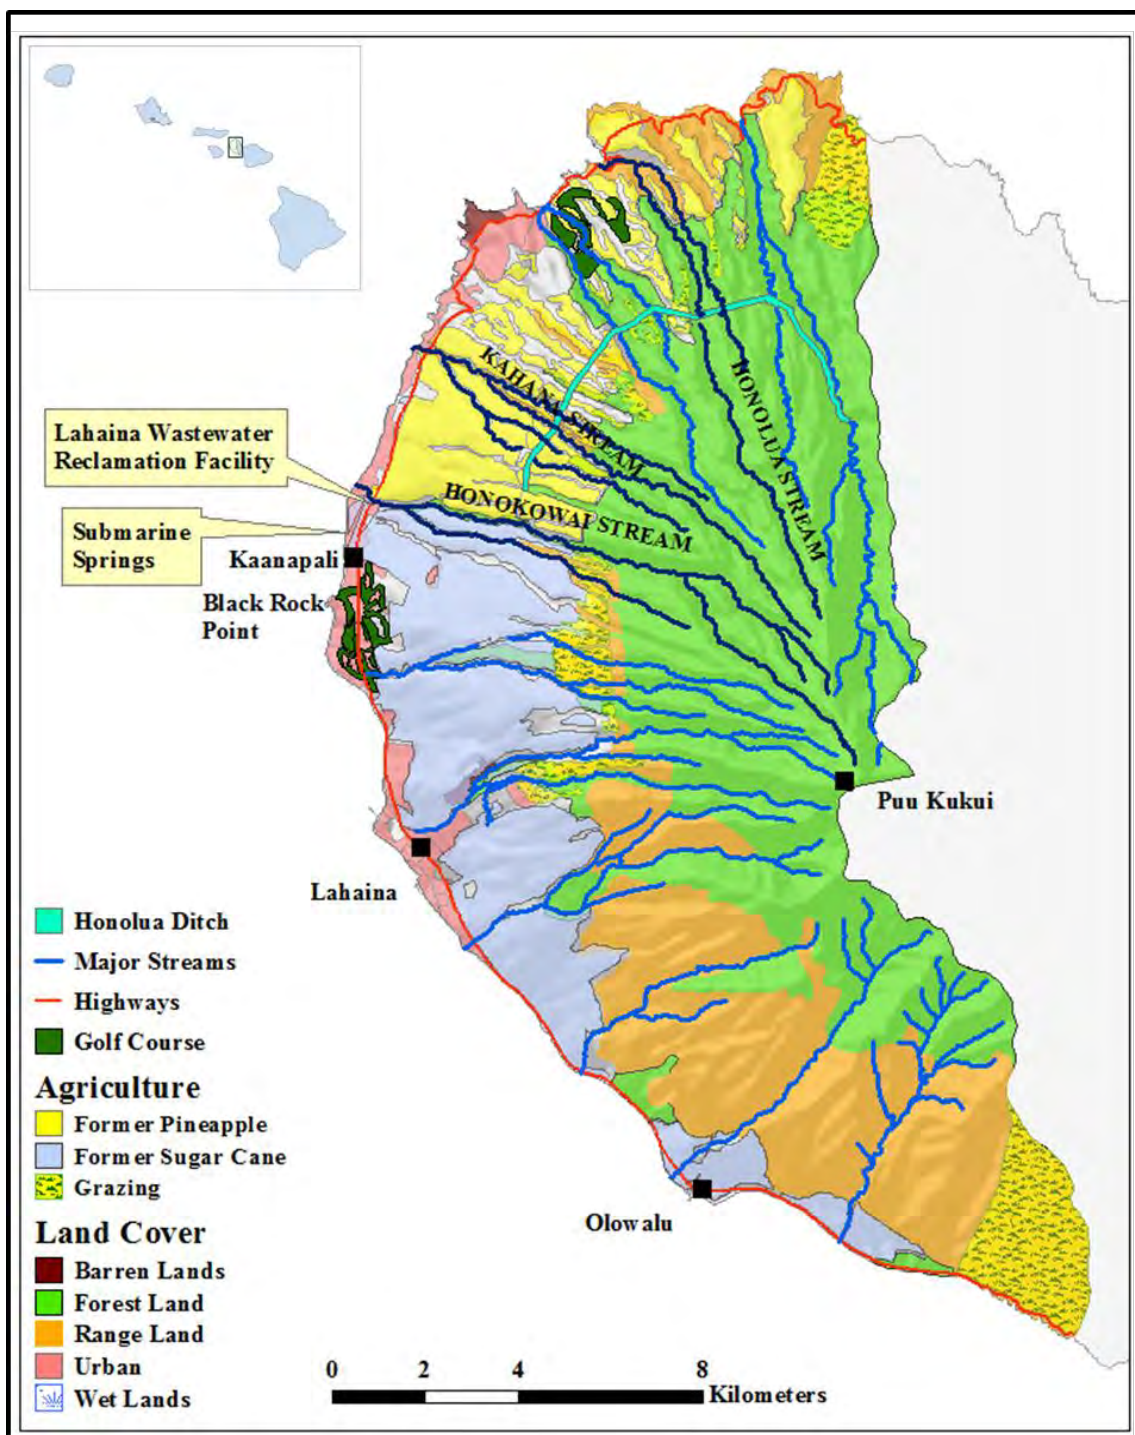 KAHANA STREAM
HONOLUA STREAM
Lahaina Wastewater
Reclamation Facility
HONOKOWAI STREAM
Submarine
Springs
Kaanapali
Black Rock
Point
Puu Kukui
Lahaina
Honolua Ditch
Major Streams
Highways
Golf Course
Agriculture
Former Pineapple
Former Sugar Cane
Grazing
Olowalu
Land Cover
Barren Lands
Forest Land
Range Land
Urban
Wet Lands
0 2 4 8
Kilometers